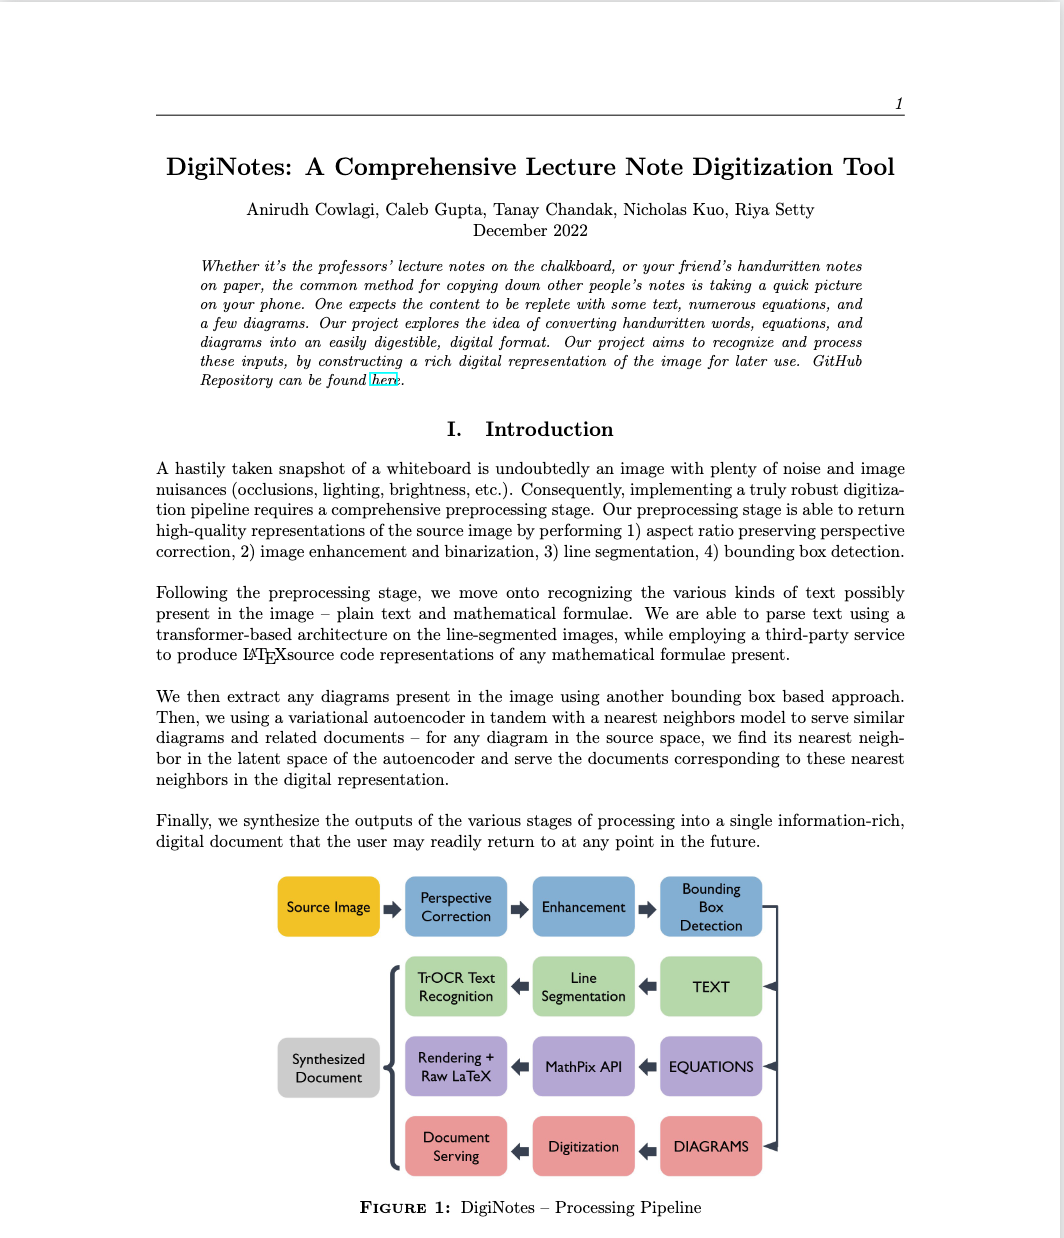 1
DigiNotes: A Comprehensive Lecture Note Digitization Tool
Anirudh Cowlagi, Caleb Gupta, Tanay Chandak, Nicholas Kuo, Riya Setty
December 2022
Whether it's the professors' lecture notes on the chalkboard, or your friend's handwritten notes
on paper, the common method for copying down other people's notes is taking a quick picture
on your phone. One expects the content to be replete with some text, numerous equations, and
a few diagrams. Our project explores the idea of converting handwritten words, equations, and
diagrams into an easily digestible, digital format. Our project aims to recognize and process
these inputs, by constructing a rich digital representation of the image for later use. GitHub
Repository can be found here.
I. Introduction
A hastily taken snapshot of a whiteboard is undoubtedly an image with plenty of noise and image
nuisances (occlusions, lighting, brightness, etc.). Consequently, implementing a truly robust digitiza-
tion pipeline requires a comprehensive preprocessing stage. Our preprocessing stage is able to return
high-quality representations of the source image by performing 1) aspect ratio preserving perspective
correction, 2) image enhancement and binarization, 3) line segmentation, 4) bounding box detection.
Following the preprocessing stage, we move onto recognizing the various kinds of text possibly
present in the image – plain text and mathematical formulae. We are able to parse text using a
transformer-based architecture on the line-segmented images, while employing a third-party service
to produce LATEXsource code representations of any mathematical formulae present.
We then extract any diagrams present in the image using another bounding box based approach.
Then, we using a variational autoencoder in tandem with a nearest neighbors model to serve similar
diagrams and related documents – for any diagram in the source space, we find its nearest neigh-
bor in the latent space of the autoencoder and serve the documents corresponding to these nearest
neighbors in the digital representation.
Finally, we synthesize the outputs of the various stages of processing into a single information-rich,
digital document that the user may readily return to at any point in the future.
Source Image
Perspective
Correction
Enhancement
Bounding
Box
Detection
TrOCR Text
Recognition
Line
Segmentation
TEXT
Synthesized
Document
Rendering +
Raw LaTeX
MathPix API
EQUATIONS
Document
Serving
Digitization
DIAGRAMS
FIGURE 1: DigiNotes – Processing Pipeline